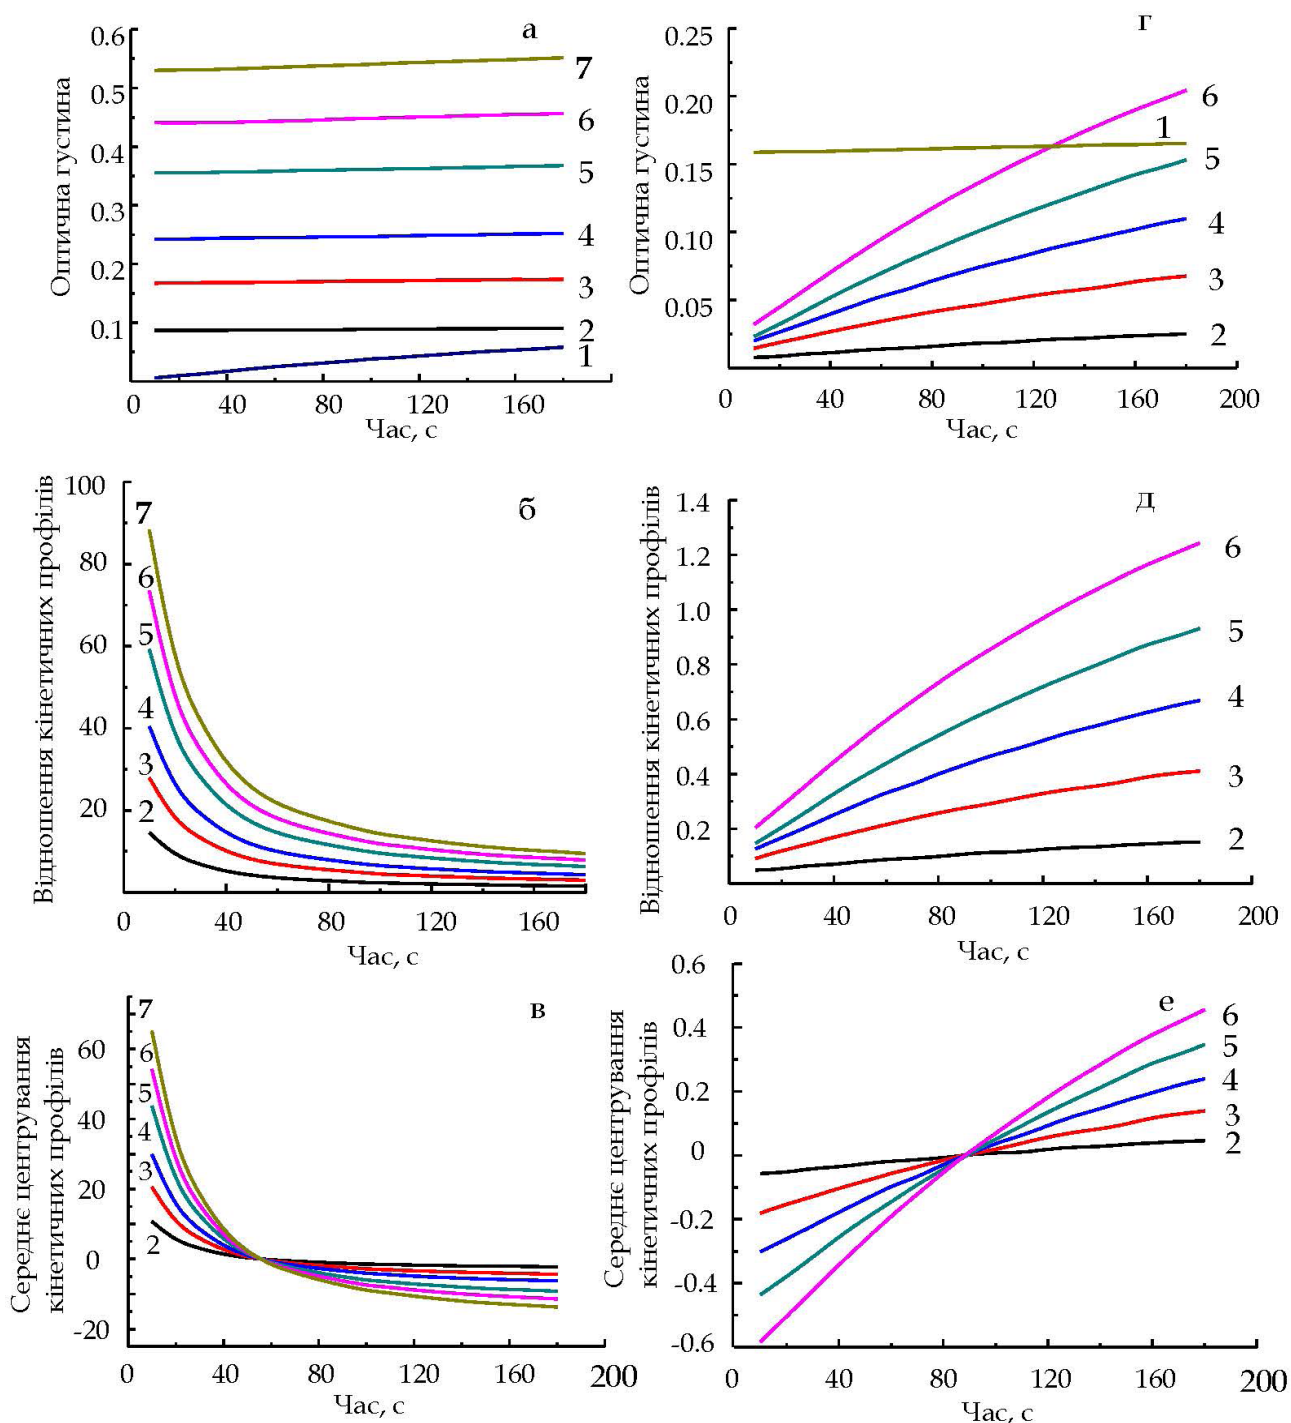 а
Оптична густина
0.6
0.5
0.4
0.3
0.2
0.1
7
6
5
4
3
2
1
0 40 80 120 160
Час, с
г
Оптична густина
0.25
0.20
0.15
0.10
0.05
6
1
5
4
3
2
0 40 80 120 160 200
Час, с
б
Відношення кінетичних профілів
100
80
60
40
20
7
6
5
4
3
2
0 40 80 120 160
Час, с
д
Відношення кінетичних профілів
1.4
1.2
1.0
0.8
0.6
0.4
0.2
6
5
4
3
2
0 40 80 120 160 200
Час, с
в
Середнє центрування
кінетичних профілів
60
40
20
0
-20
7
6
5
4
3
2
0 40 80 120 160 200
Час, с
е
Середнє центрування
кінетичних профілів
0.6
0.4
0.2
0
-0.2
-0.4
-0.6
6
5
4
3
2
0 40 80 120 160 200
Час, с